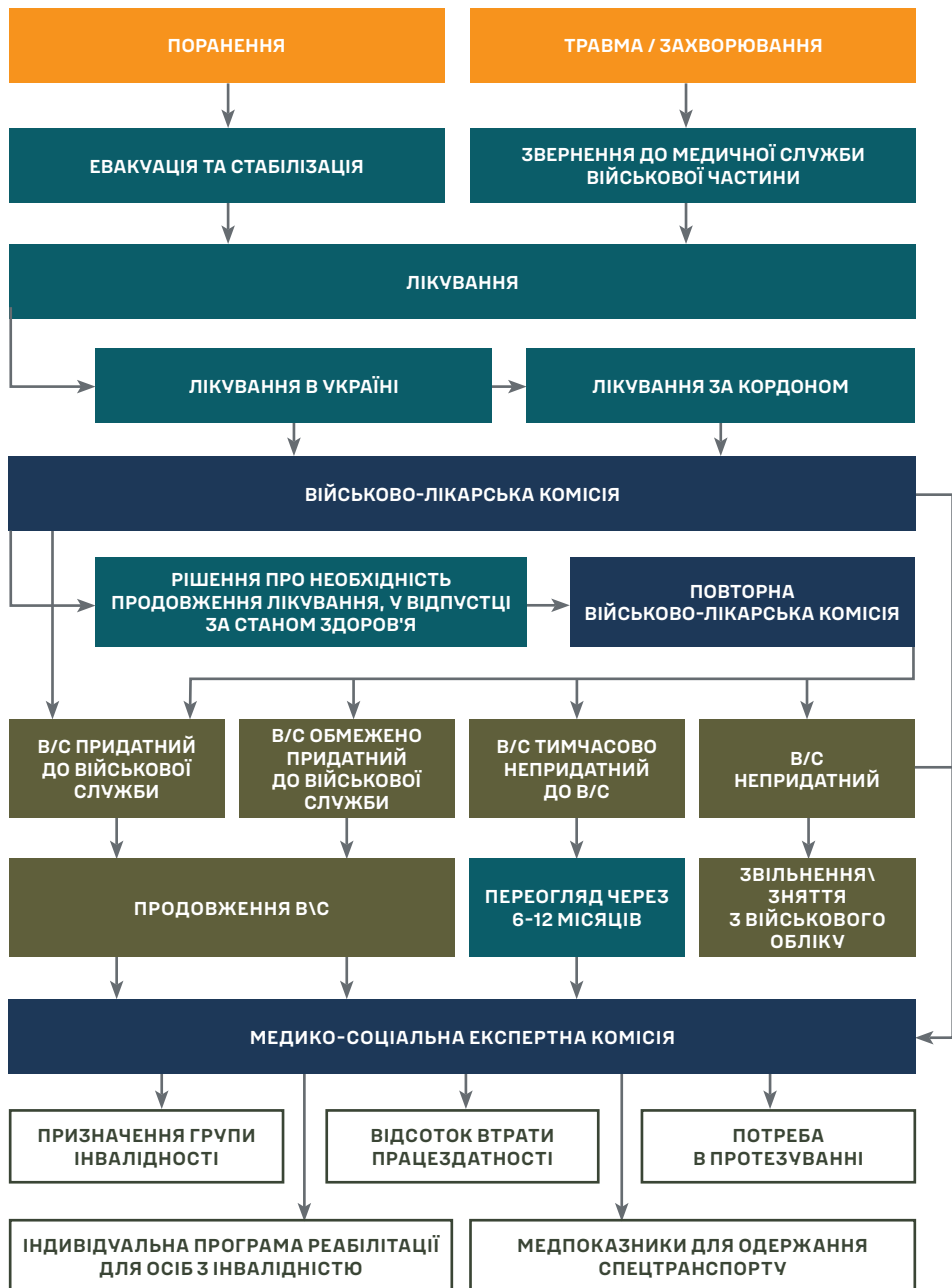 ПОРАНЕННЯ
ТРАВМА / ЗАХВОРЮВАННЯ
ЕВАКУАЦІЯ ТА СТАБІЛІЗАЦІЯ
ЗВЕРНЕННЯ ДО МЕДИЧНОЇ СЛУЖБИ
ВІЙСЬКОВОЇ ЧАСТИНИ
ЛІКУВАННЯ
ЛІКУВАННЯ В УКРАЇНІ
ЛІКУВАННЯ ЗА КОРДОНОМ
ВІЙСЬКОВО-ЛІКАРСЬКА КОМІСІЯ
РІШЕННЯ ПРО НЕОБХІДНІСТЬ
ПРОДОВЖЕННЯ ЛІКУВАННЯ, У ВІДПУСТЦІ
ЗА СТАНОМ ЗДОРОВ'Я
ПОВТОРНА
ВІЙСЬКОВО-ЛІКАРСЬКА КОМІСІЯ
В/С ПРИДАТНИЙ
ДО ВІЙСЬКОВОЇ
СЛУЖБИ
В/С ОБМЕЖЕНО
ПРИДАТНИЙ
ДО ВІЙСЬКОВОЇ
СЛУЖБИ
В/С ТИМЧАСОВО
НЕПРИДАТНИЙ
ДО В/С
В/С
НЕПРИДАТНИЙ
ПРОДОВЖЕННЯ В\С
ПЕРЕОГЛЯД ЧЕРЕЗ
6-12 МІСЯЦІВ
ЗВІЛЬНЕННЯ\
ЗНЯТТЯ
З ВІЙСЬКОВОГО
ОБЛІКУ
МЕДИКО-СОЦІАЛЬНА ЕКСПЕРТНА КОМІСІЯ
ПРИЗНАЧЕННЯ ГРУПИ
ІНВАЛІДНОСТІ
ВІДСОТОК ВТРАТИ
ПРАЦЕЗДАТНОСТІ
ПОТРЕБА
В ПРОТЕЗУВАННІ
ІНДИВІДУАЛЬНА ПРОГРАМА РЕАБІЛІТАЦІЇ
ДЛЯ ОСІБ З ІНВАЛІДНІСТЮ
МЕДПОКАЗНИКИ ДЛЯ ОДЕРЖАННЯ
СПЕЦТРАНСПОРТУ